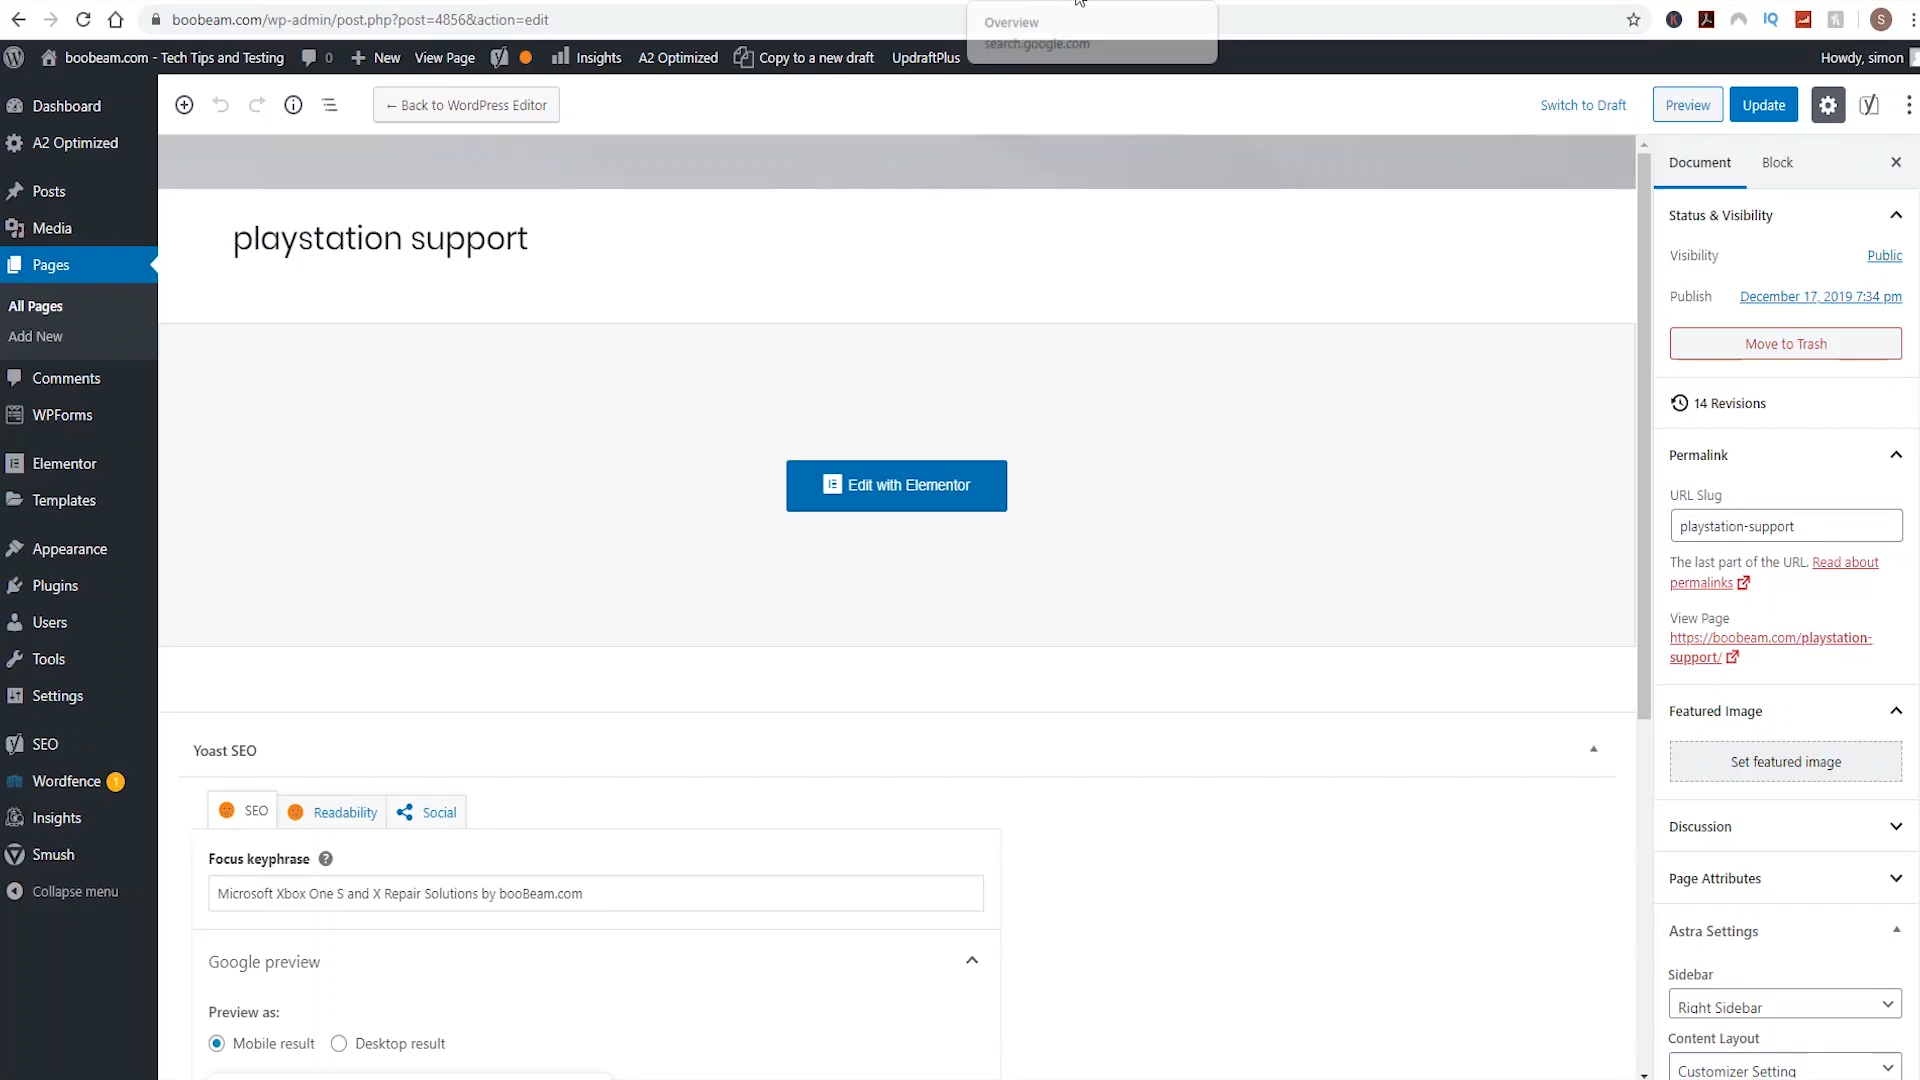 boobeam.com/wp-admin/post.php?post=4856&action=edit
Overview
search.google.com
IQ
S
boobeam.com - Tech Tips and Testing
0
New
View Page
Insights
A2 Optimized
Copy to a new draft
UpdraftPlus
Howdy, simon
Dashboard
A2 Optimized
Posts
Media
Pages
All Pages
Add New
Comments
WPForms
Elementor
Templates
Appearance
Plugins
Users
Tools
Settings
SEO
Wordfence 1
Insights
Smush
Collapse menu
← Back to WordPress Editor
Switch to Draft
Preview
Update
playstation support
Edit with Elementor
Yoast SEO
SEO
Readability
Social
Focus keyphrase ?
Microsoft Xbox One S and X Repair Solutions by booBeam.com
Google preview
Preview as:
Mobile result
Desktop result
Document
Block
Status & Visibility
Visibility
Public
Publish
December 17, 2019 7:34 pm
Move to Trash
14 Revisions
Permalink
URL Slug
playstation-support
The last part of the URL. Read about
permalinks
View Page
https://boobeam.com/playstation-
support/
Featured Image
Set featured image
Discussion
Page Attributes
Astra Settings
Sidebar
Right Sidebar
Content Layout
Customizer Setting